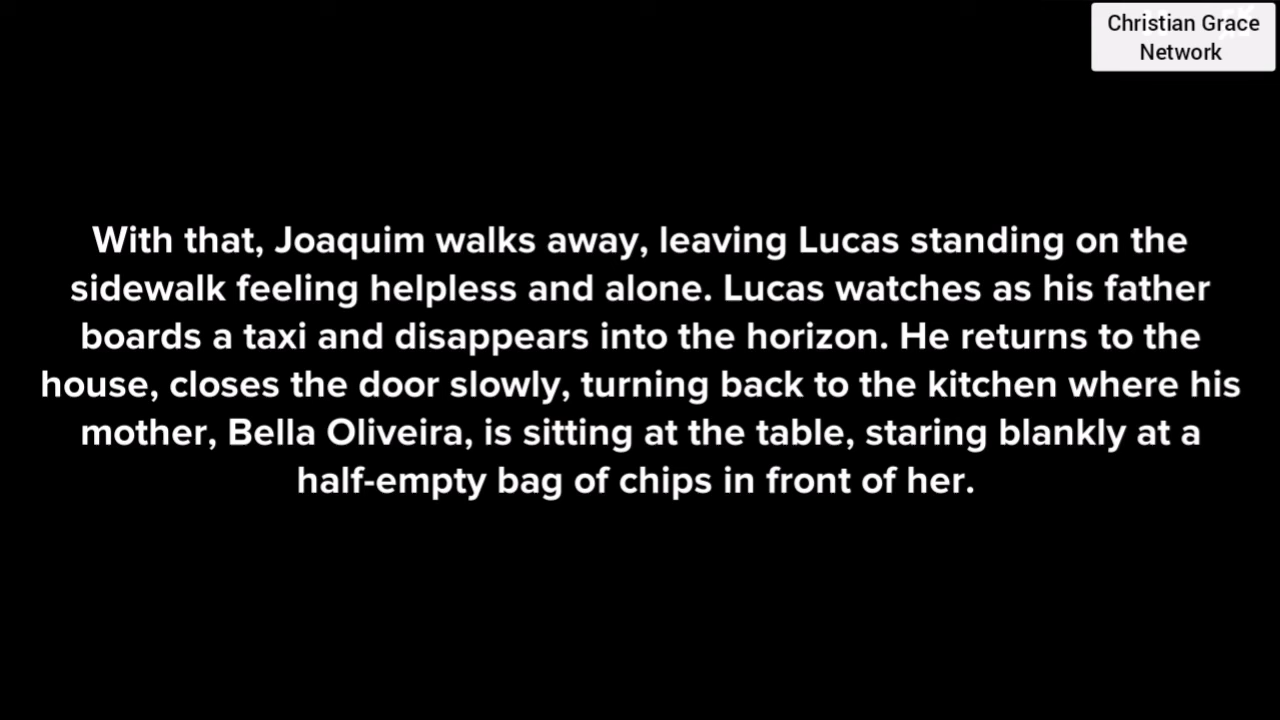 Christian Grace
Network
With that, Joaquim walks away, leaving Lucas standing on the
sidewalk feeling helpless and alone. Lucas watches as his father
boards a taxi and disappears into the horizon. He returns to the
house, closes the door slowly, turning back to the kitchen where his
mother, Bella Oliveira, is sitting at the table, staring blankly at a
half-empty bag of chips in front of her.